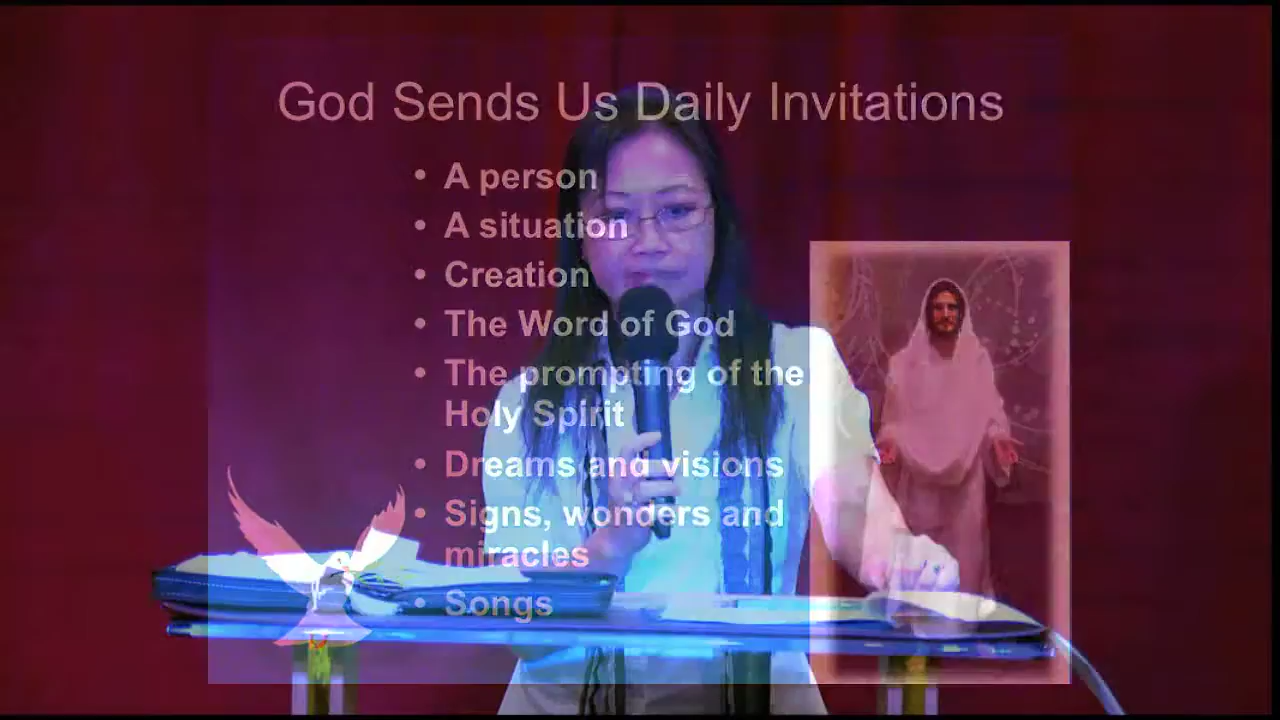 God Sends Us Daily Invitations
• A person
• A situation
• Creation
• The Word of God
• The prompting of the
Holy Spirit
• Dreams and visions
• Signs, wonders and
miracles
• Songs